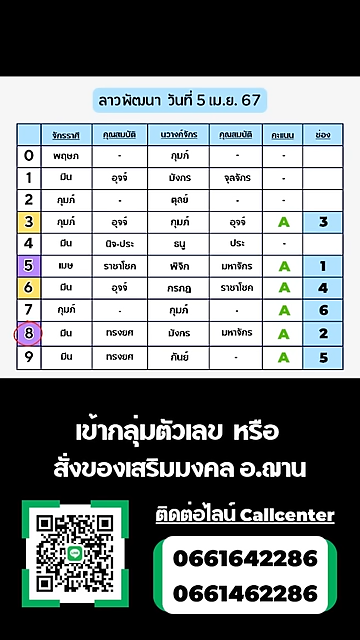 ลาวพัฒนา วันที่ 5 เม.ย. 67
จักรราศี คุณสมบัติ นวางค์จักร คุณสมบัติ คะแนน ช่อง
0 พฤษภ - กุมภ์ - -
1 มีน อุจจ์ มังกร จุลจักร -
2 กุมภ์ - ตุลย์ - -
3 กุมภ์ อุจจ์ กุมภ์ อุจจ์ A 3
4 มีน นิจ-ประ ธนู ประ -
5 เมษ ราชาโชค พิจิก มหาจักร A 1
6 มีน อุจจ์ กรกฎ ราชาโชค A 4
7 กุมภ์ - กุมภ์ - A 6
8 มีน ทรงยศ มังกร มหาจักร A 2
9 มีน ทรงยศ กันย์ - A 5
เข้ากลุ่มตัวเลข หรือ
สั่งของเสริมมงคล อ.ฌาน
ติดต่อไลน์ Callcenter
0661642286
0661462286